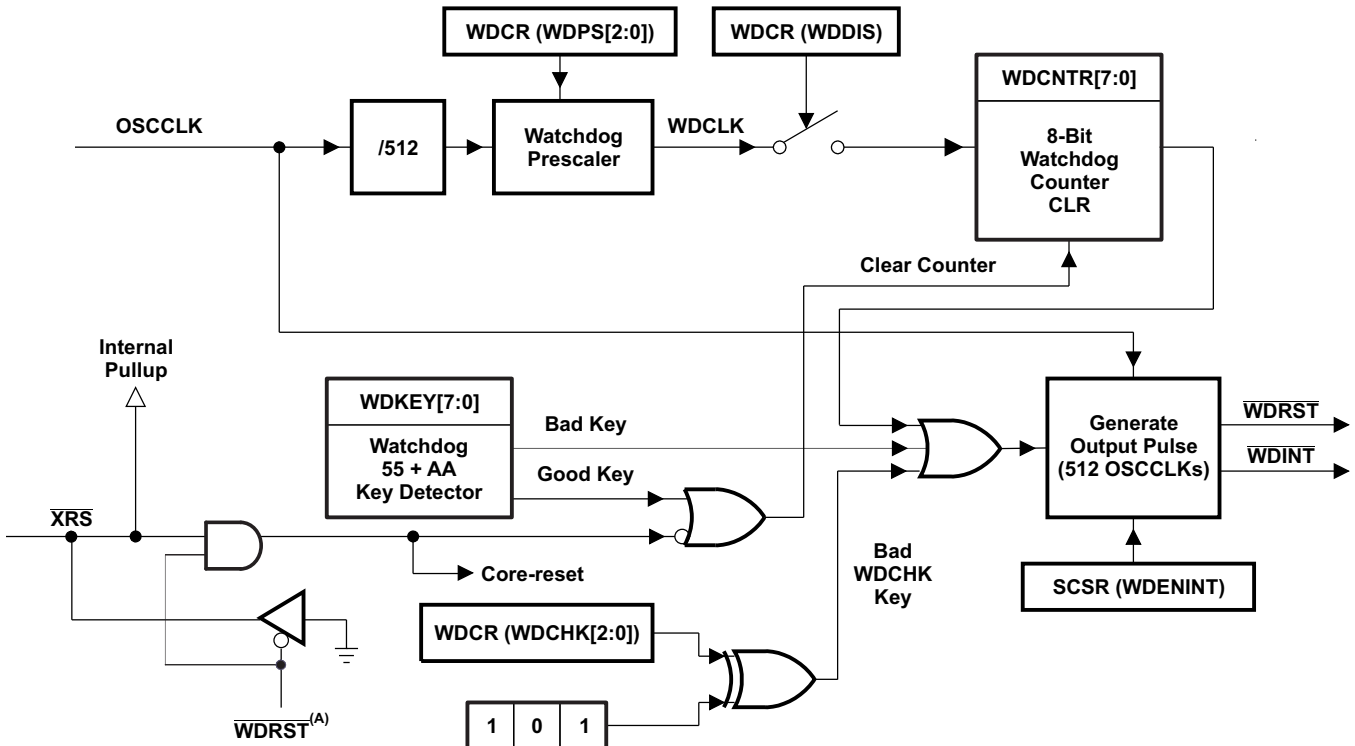 WDCR (WDPS[2:0])
WDCR (WDDIS)
WDCNTR[7:0]
OSCCLK
/512
Watchdog
Prescaler
WDCLK
8-Bit
Watchdog
Counter
CLR
Clear Counter
Internal
Pullup
WDKEY[7:0]
Watchdog
55 + AA
Key Detector
Bad Key
Good Key
Generate
Output Pulse
(512 OSCCLKs)
WDRST
WDINT
XRS
Core-reset
Bad
WDCHK
Key
SCSR (WDENINT)
WDCR (WDCHK[2:0])
WDRST(A)
1 0 1